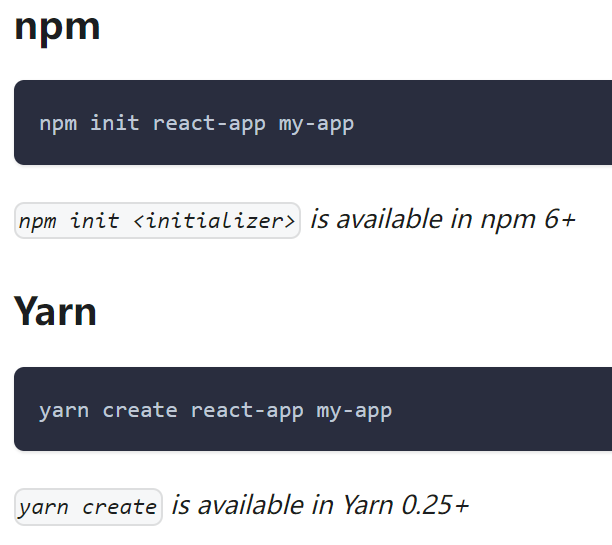 npm
npm init react-app my-app
npm init <initializer> is available in npm 6+
Yarn
yarn create react-app my-app
yarn create is available in Yarn 0.25+